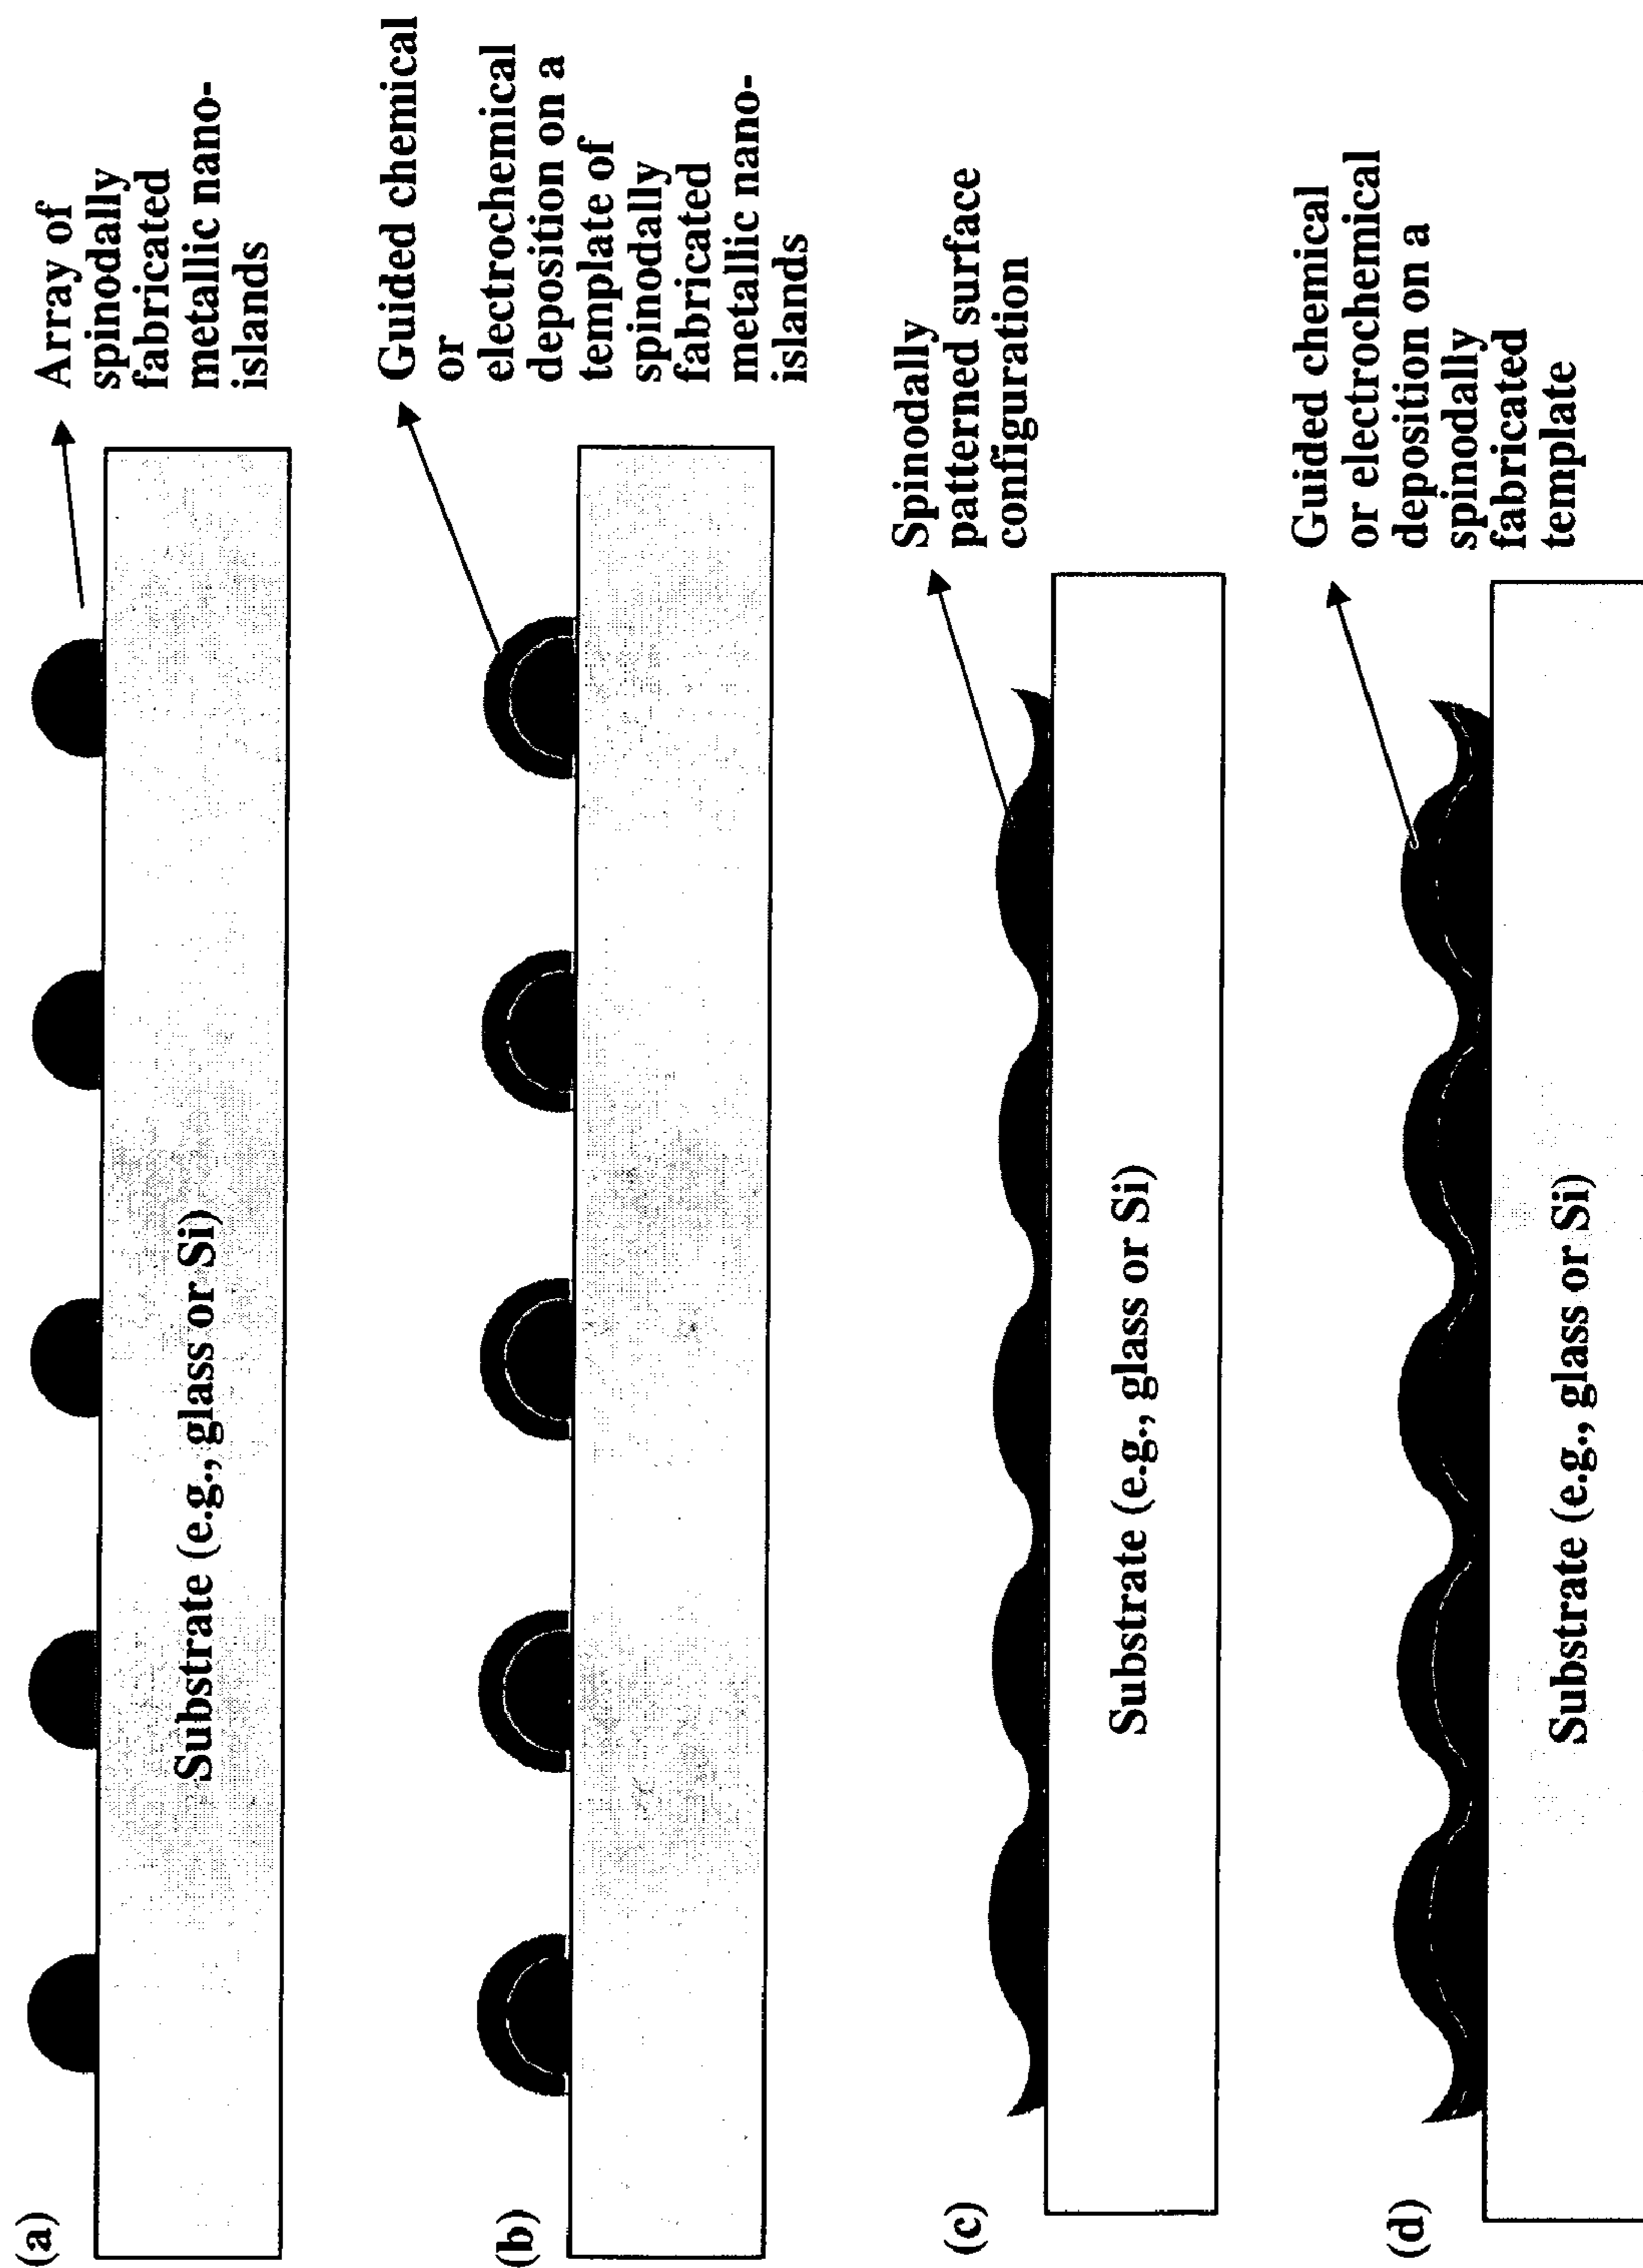 (a)
Array of
spinodally
fabricated
metallic nano-
islands
Substrate (e.g., glass or Si)
(b)
Guided chemical
or
electrochemical
deposition on a
template of
spinodally
fabricated
metallic nano-
islands
(c)
Spinodally
patterned surface
configuration
Substrate (e.g., glass or Si)
(d)
Guided chemical
or electrochemical
deposition on a
spinodally
fabricated
template
Substrate (e.g., glass or Si)